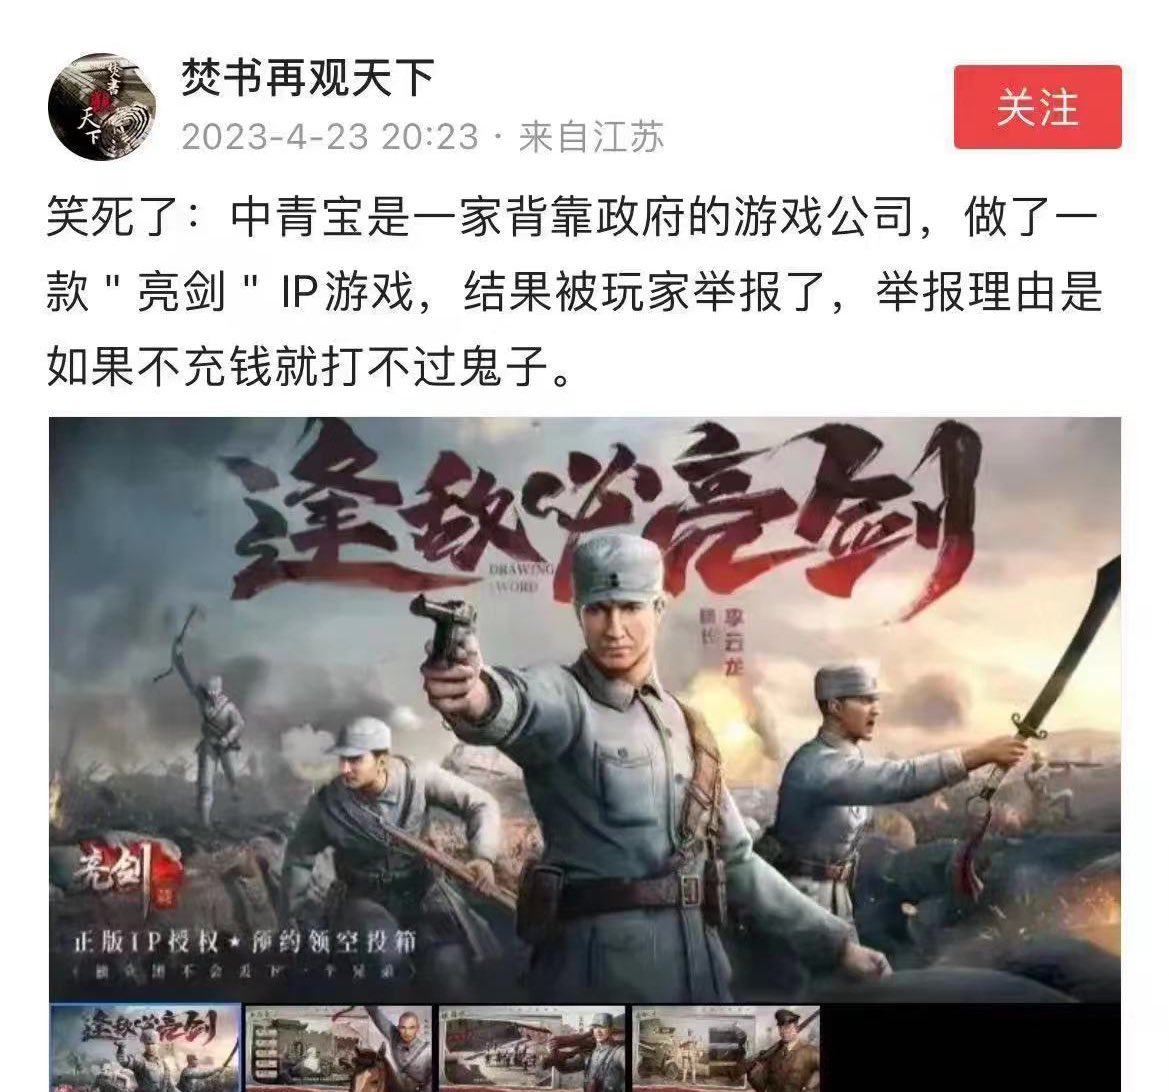 焚书再观天下
2023-4-23 20:23 · 来自江苏
关注
笑死了：中青宝是一家背靠政府的游戏公司，做了一
款 " 亮剑 " IP游戏，结果被玩家举报了，举报理由是
如果不充钱就打不过鬼子。
逢敌必亮剑
DRAWING
WORD
团长
李云龙
亮剑
正版IP授权★预约领空投箱
逢敌必亮剑